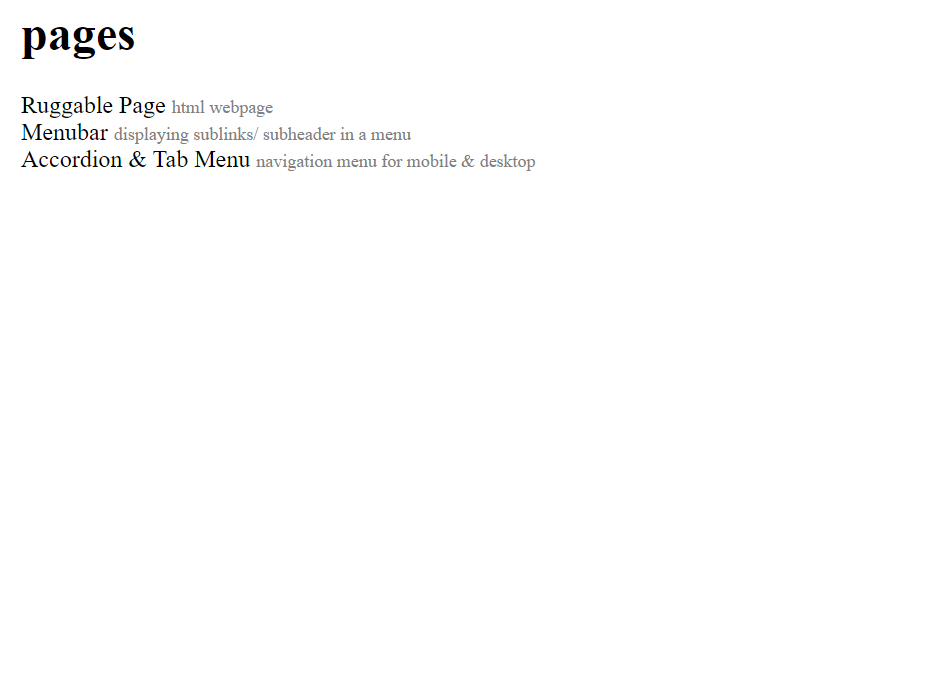 pages
Ruggable Page html webpage
Menubar displaying sublinks/ subheader in a menu
Accordion & Tab Menu navigation menu for mobile & desktop